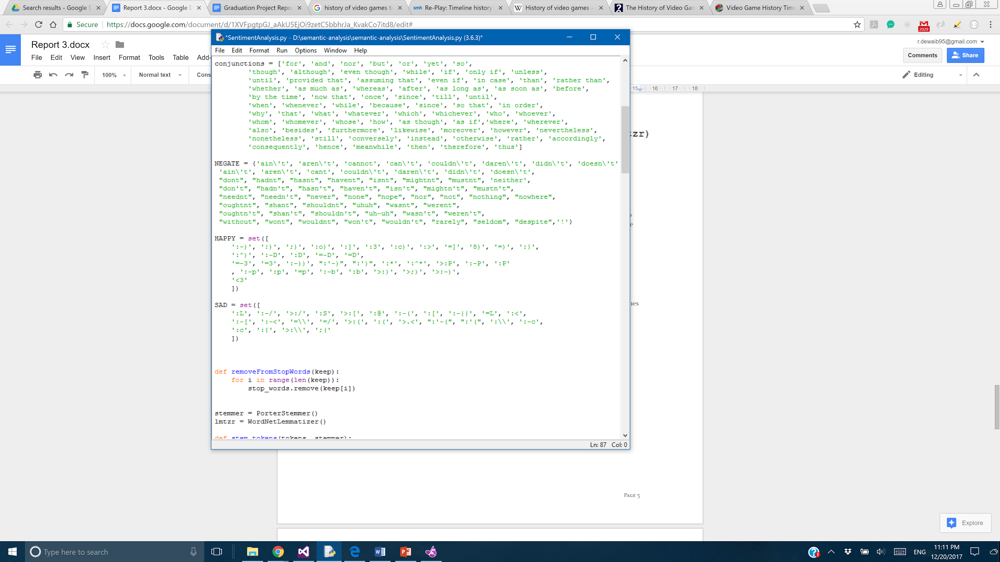 Search results - Google D
Report 3.docx - Google D
Graduation Project Repo
history of video games ti
smh Re-Play: Timeline history
W History of video games -
The History of Video Gam
Video Game History Time
Secure https://docs.google.com/document/d/1XVFpgtpGJ_aAkU5EjOi9zetC5bbhrJa_KvakCo7itd8/edit#
2029
Report 3.docx
r.dewaib95@gmail.com
File Edit View Insert Format Tools Table Add-
Comments
Share
100% Normal text Cons
Editing
15 16 17 18
*SentimentAnalysis.py - D:\semantic-analysis\semantic-analysis\SentimentAnalysis.py (3.6.3)*
File Edit Format Run Options Window Help
conjunctions = ['for', 'and', 'nor', 'but', 'or', 'yet', 'so',
'though', 'although', 'even though', 'while', 'if', 'only if', 'unless',
'until', 'provided that', 'assuming that', 'even if', 'in case', 'than', 'rather than',
'whether', 'as much as', 'whereas', 'after', 'as long as', 'as soon as', 'before',
'by the time', 'now that', 'once', 'since', 'till', 'until',
'when', 'whenever', 'while', 'because', 'since', 'so that', 'in order',
'why', 'that', 'what', 'whatever', 'which', 'whichever', 'who', 'whoever',
'whom', 'whomever', 'whose', 'how', 'as though', 'as if','where', 'wherever',
'also', 'besides', 'furthermore', 'likewise', 'moreover', 'however', 'nevertheless',
'nonetheless', 'still', 'conversely', 'instead', 'otherwise', 'rather', 'accordingly',
'consequently', 'hence', 'meanwhile', 'then', 'therefore', 'thus']
NEGATE = {'ain\'t', 'aren\'t', 'cannot', 'can\'t', 'couldn\'t', 'daren\'t', 'didn\'t', 'doesn\'t'
'ain\'t', 'aren\'t', 'cant', 'couldn\'t', 'daren\'t', 'didn\'t', 'doesn\'t',
"dont", "hadnt", "hasnt", "havent", "isnt", "mightnt", "mustnt", 'neither',
"don't", "hadn't", "hasn't", "haven't", "isn't", "mightn't", "mustn't",
"neednt", "needn't", "never", "none", "nope", "nor", "not", "nothing", "nowhere",
"oughtnt", "shant", "shouldnt", "uhuh", "wasnt", "werent",
"oughtn't", "shan't", "shouldn't", "uh-uh", "wasn't", "weren't",
"without", "wont", "wouldnt", "won't", "wouldn't", "rarely", "seldom", "despite",'!'}
HAPPY = set([
':-)', ':)', ';)', ':o)', ':]', ':3', ':c)', ':>', '=]', '8)', '=)', ':}',
':^)', ':-D', ':D', '=-D', '=D',
'=-3', '=3', ':-))', ":'-)", ":')", ':*', ':^*', '>:P', ':-P', ':P'
, ':-p', ':p', '=p', ':-b', ':b', '>:)', '>;)', '>:-)',
'<3'
])
SAD = set([
':L', ':-/', '>:/', ':S', '>:[', ':@', ':-(', ':[', ':-||', '=L', ':<',
':-[', ':-<', '=\\', '=/', '>:(', ':(', '>.<', ":'-(", ":'(", ':\\', ':-c',
':c', ':{', '>:\\', ';('
])
def removeFromStopWords(keep):
for i in range(len(keep)):
stop_words.remove(keep[i])
stemmer = PorterStemmer()
lmtzr = WordNetLemmatizer()
def stem_tokens(tokens, stemmer):
Ln: 87 Col: 0
zr)
PAGE 5
Explore
Type here to search
ENG
11:11 PM
12/20/2017